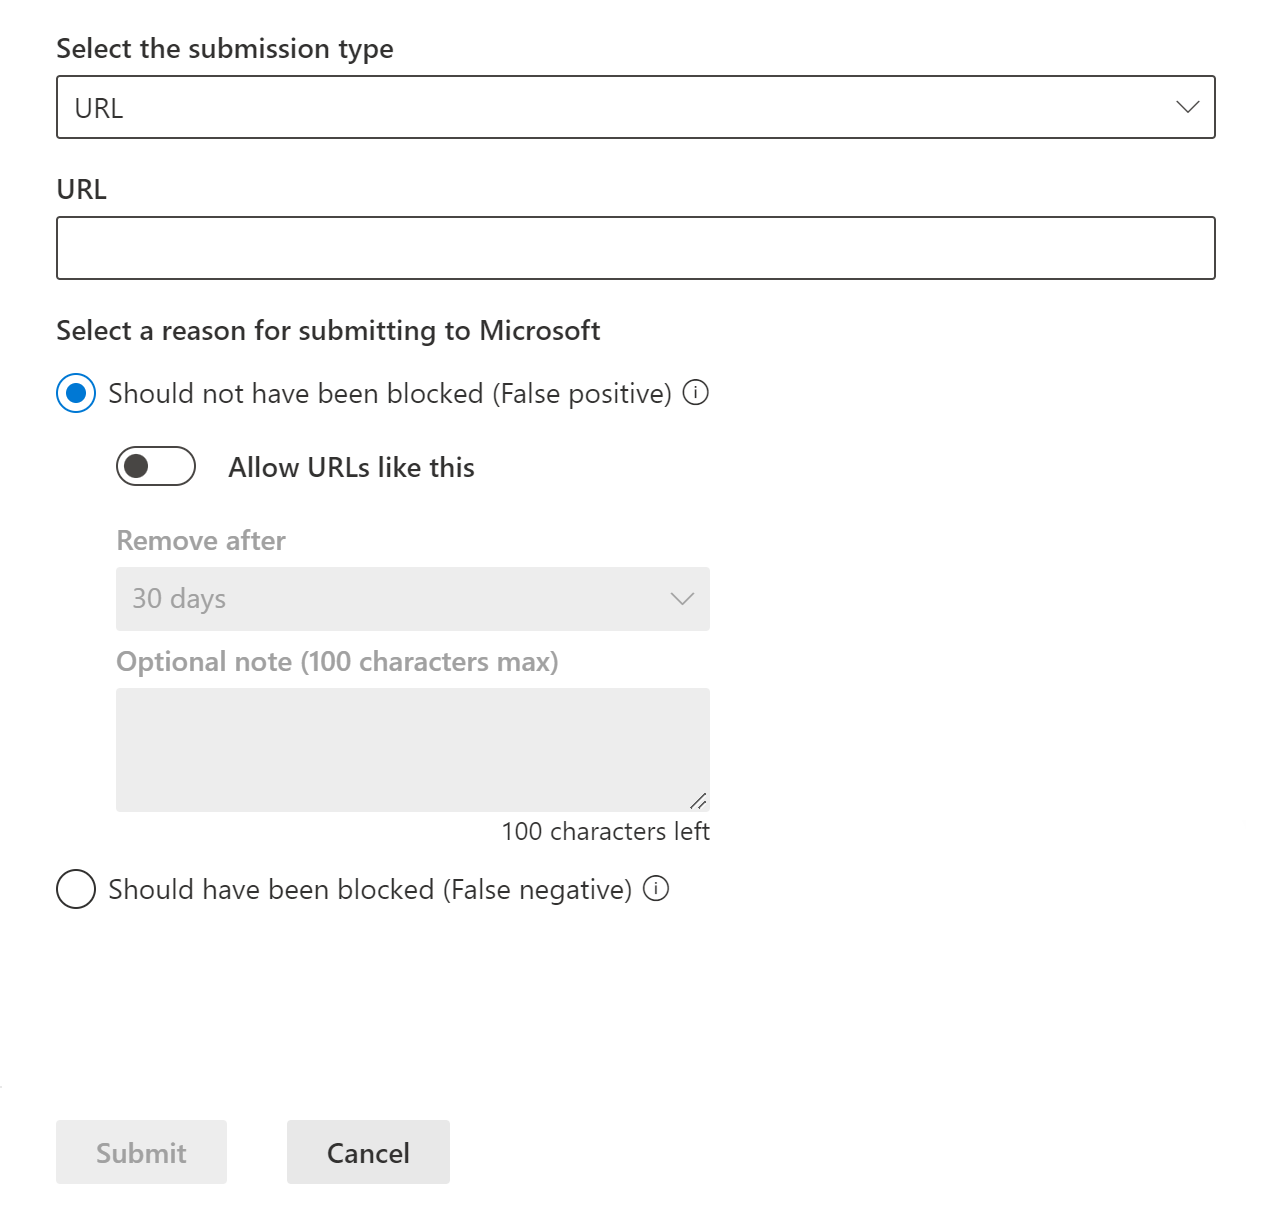 Select the submission type
URL
URL
Select a reason for submitting to Microsoft
Should not have been blocked (False positive)
Allow URLs like this
Remove after
30 days
Optional note (100 characters max)
100 characters left
Should have been blocked (False negative)
Submit
Cancel